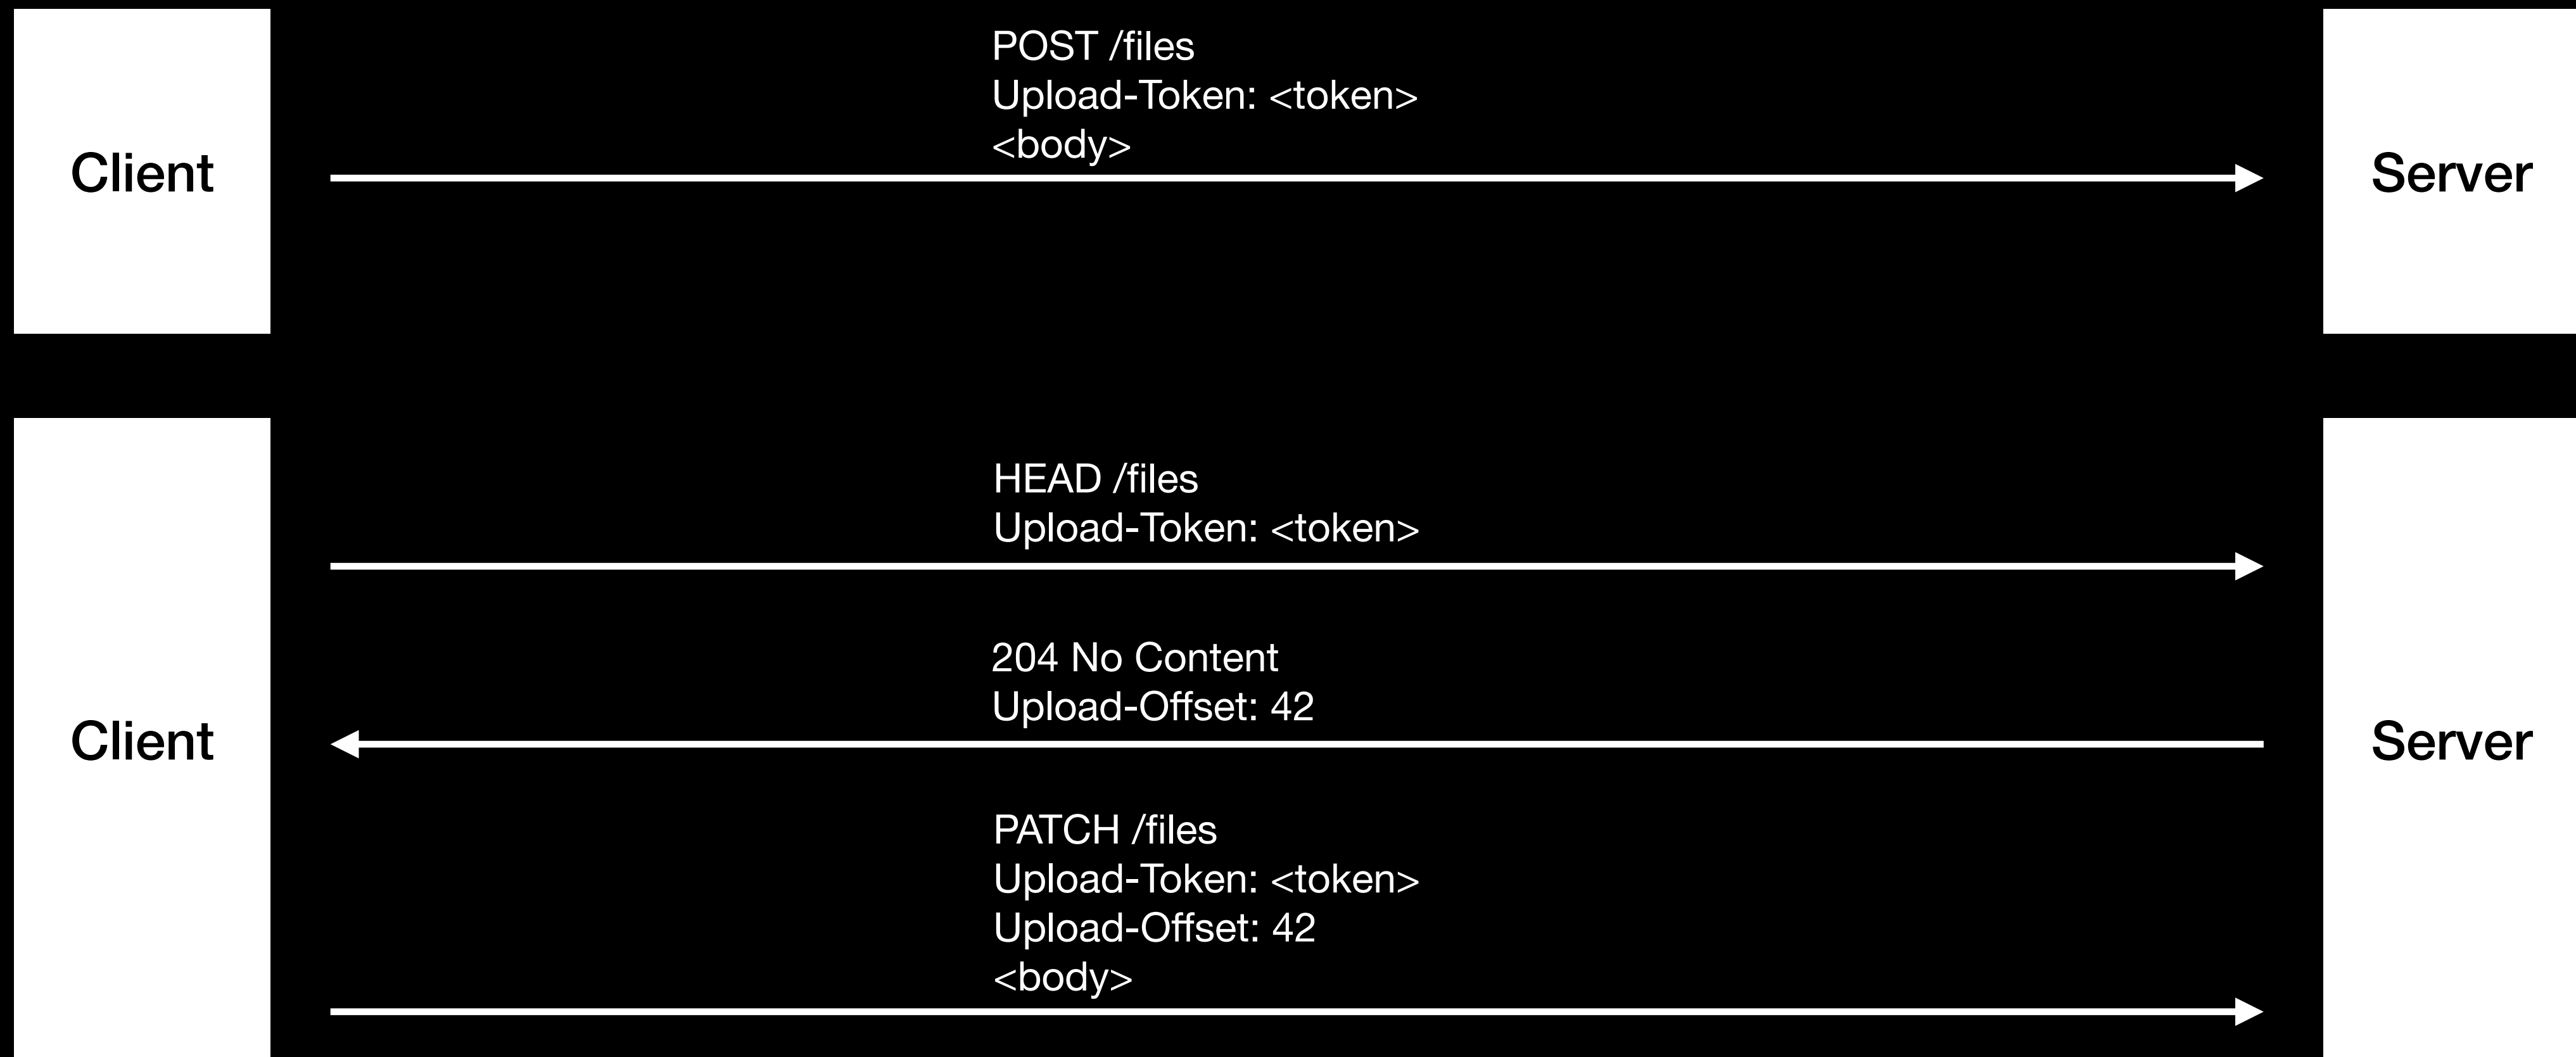 POST /files
Upload-Token: <token>
<body>
Client
Server
HEAD /files
Upload-Token: <token>
204 No Content
Upload-Offset: 42
Client
Server
PATCH /files
Upload-Token: <token>
Upload-Offset: 42
<body>